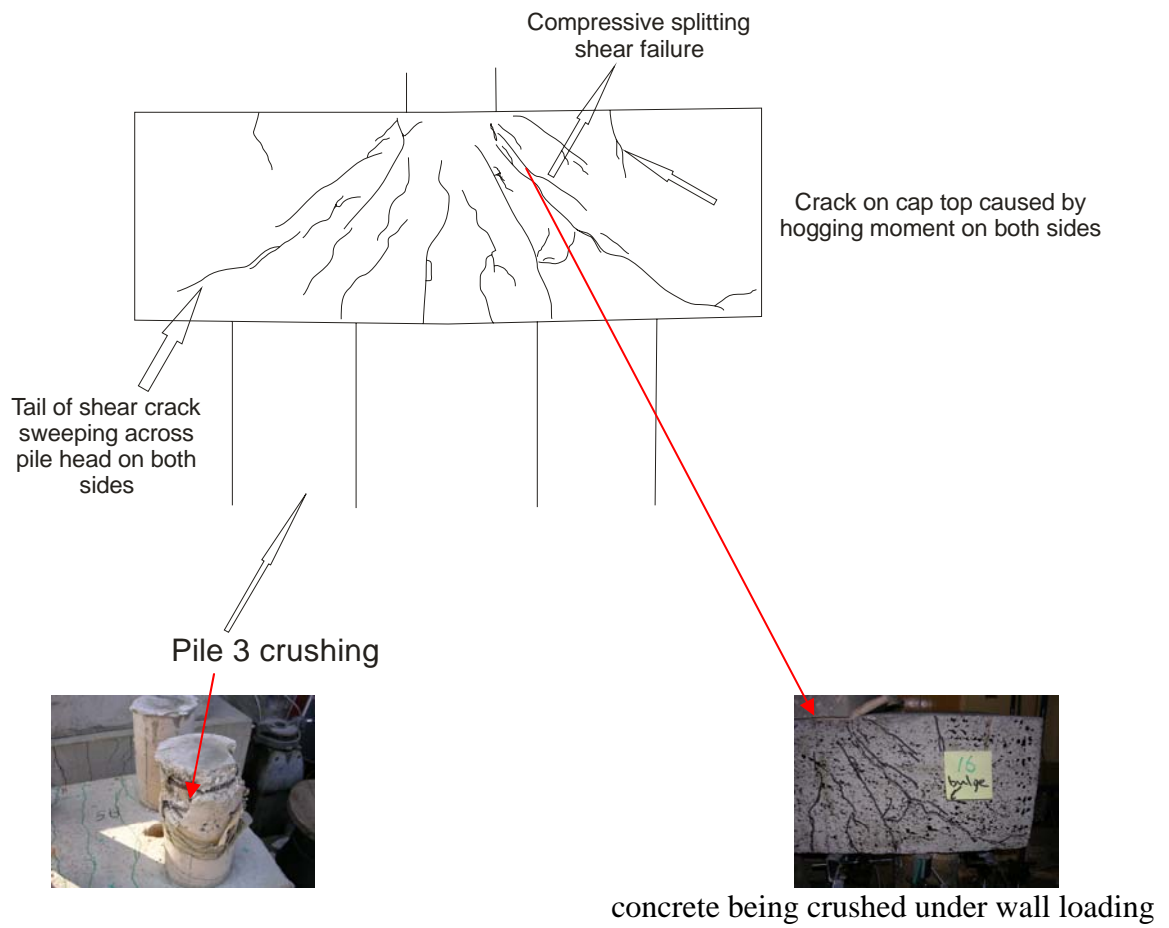 Compressive splitting
shear failure
Crack on cap top caused by
hogging moment on both sides
Tail of shear crack
sweeping across
pile head on both
sides
Pile 3 crushing
16
bulge
concrete being crushed under wall loading